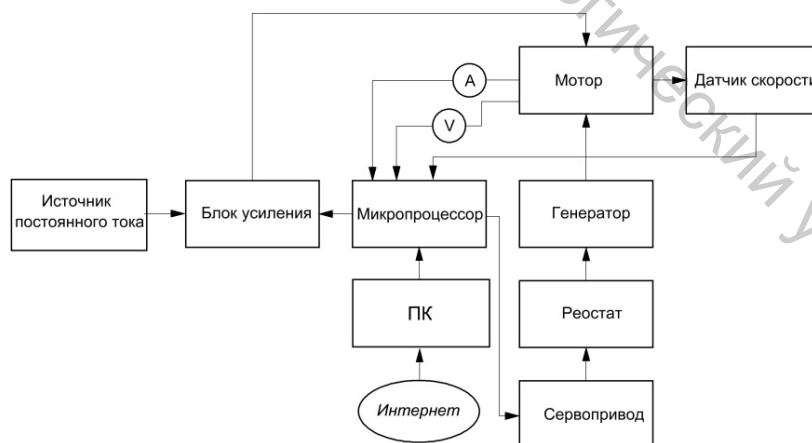 Мотор
Датчик скорости
A
V
Источник
постоянного тока
Блок усиления
Микропроцессор
Генератор
ПК
Реостат
Интернет
Сервопривод